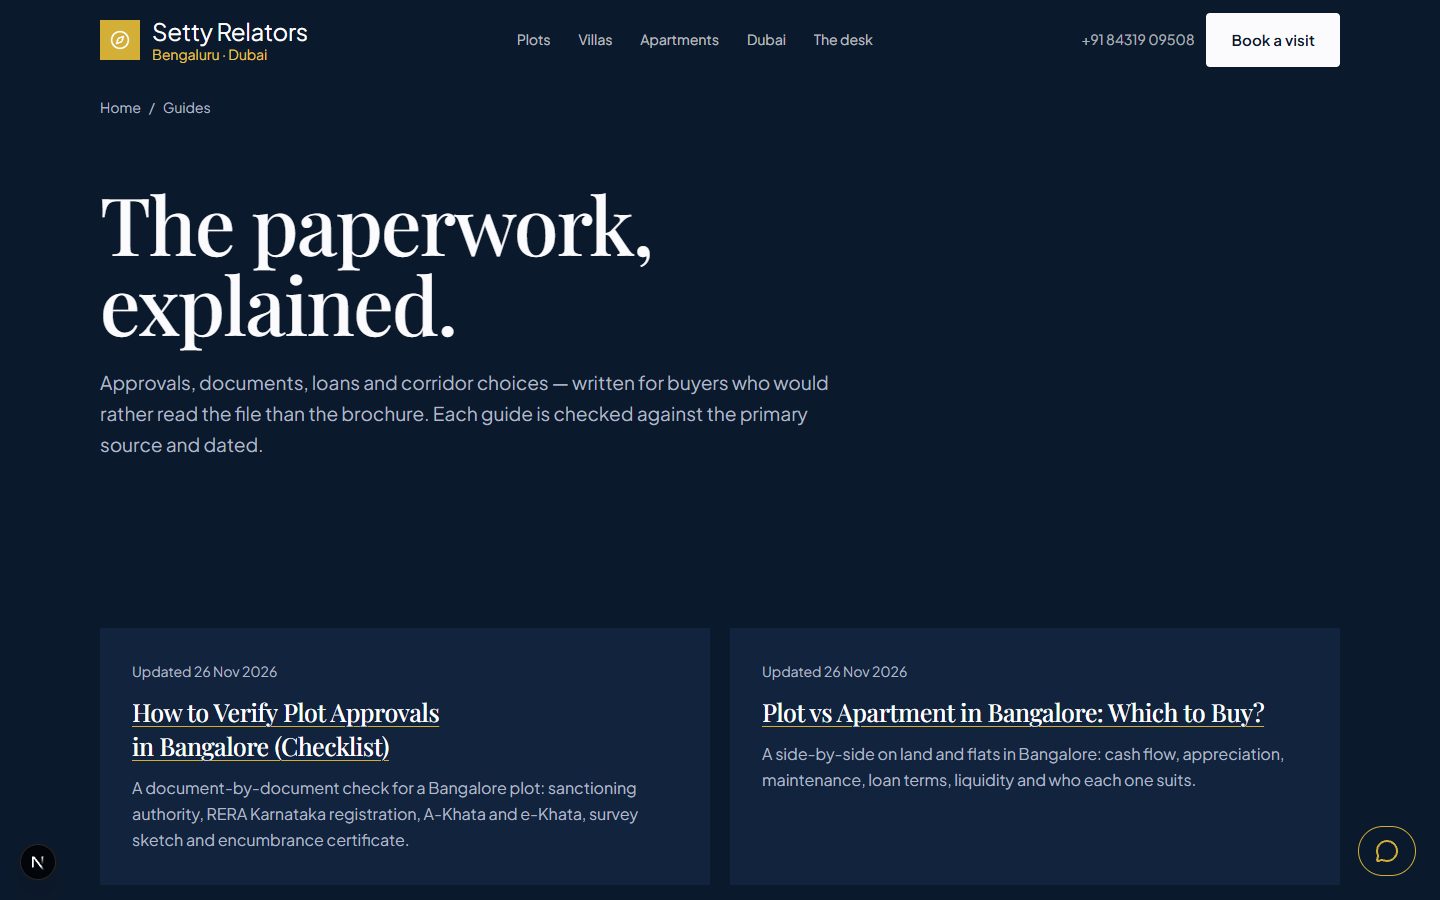 Setty Relators
Bengaluru · Dubai
Plots
Villas
Apartments
Dubai
The desk
+91 84319 09508
Book a visit
Home / Guides
The paperwork,
explained.
Approvals, documents, loans and corridor choices — written for buyers who would
rather read the file than the brochure. Each guide is checked against the primary
source and dated.
Updated 26 Nov 2026
How to Verify Plot Approvals
in Bangalore (Checklist)
A document-by-document check for a Bangalore plot: sanctioning
authority, RERA Karnataka registration, A-Khata and e-Khata, survey
sketch and encumbrance certificate.
Updated 26 Nov 2026
Plot vs Apartment in Bangalore: Which to Buy?
A side-by-side on land and flats in Bangalore: cash flow, appreciation,
maintenance, loan terms, liquidity and who each one suits.
N